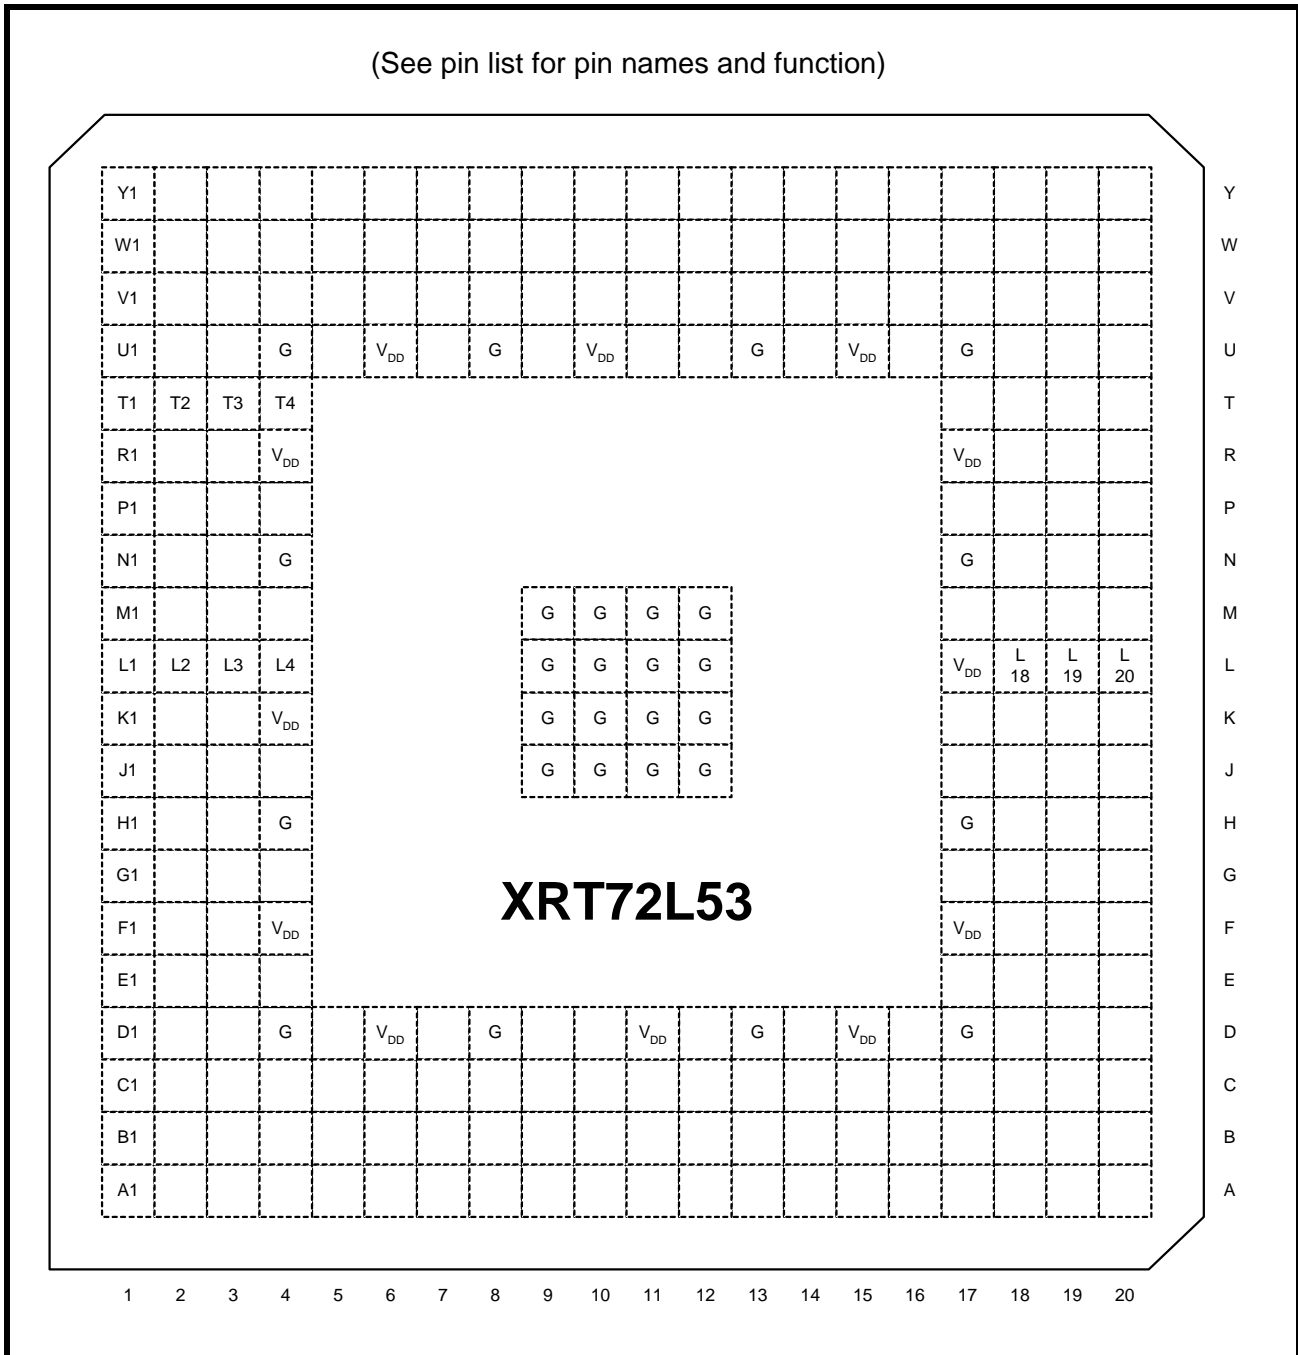 (See pin list for pin names and function)
Y1 Y
W1 W
V1 V
U1 G VDD G VDD G VDD G U
T1 T2 T3 T4 T
R1 VDD VDD R
P1 P
N1 G G N
M1 G G G G M
L1 L2 L3 L4 G G G G VDD L 18 L 19 L 20 L
K1 VDD G G G G K
J1 G G G G J
H1 G G H
G1 G
XRT72L53
F1 VDD VDD F
E1 E
D1 G VDD G VDD G VDD G D
C1 C
B1 B
A1 A
1 2 3 4 5 6 7 8 9 10 11 12 13 14 15 16 17 18 19 20